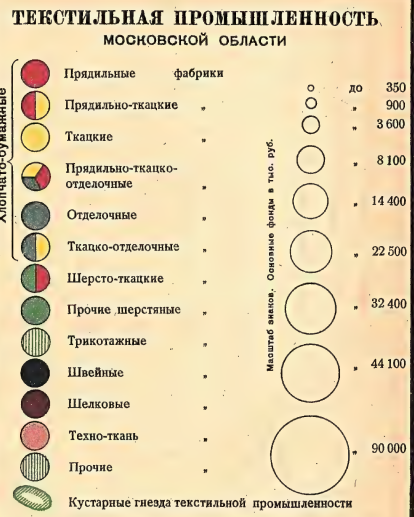 ТЕКСТИЛЬНАЯ ПРОМЫШЛЕННОСТЬ
МОСКОВСКОЙ ОБЛАСТИ
Хлопчато-бумажные
Прядильные фабрики
Прядильно-ткацкие „
Ткацкие „
Прядильно-ткацко-
отделочные „
Отделочные „
Ткацко-отделочные „
Шерсто-ткацкие „
Прочие шерстяные „
Трикотажные „
Швейные „
Шелковые „
Техно-ткань „
Прочие „
Кустарные гнезда текстильной промышленности
Масштаб знаков. Основные фонды в тыс. руб.
до 350
„ 900
„ 3 600
„ 8 100
„ 14 400
„ 22 500
„ 32 400
„ 44 100
„ 90 000